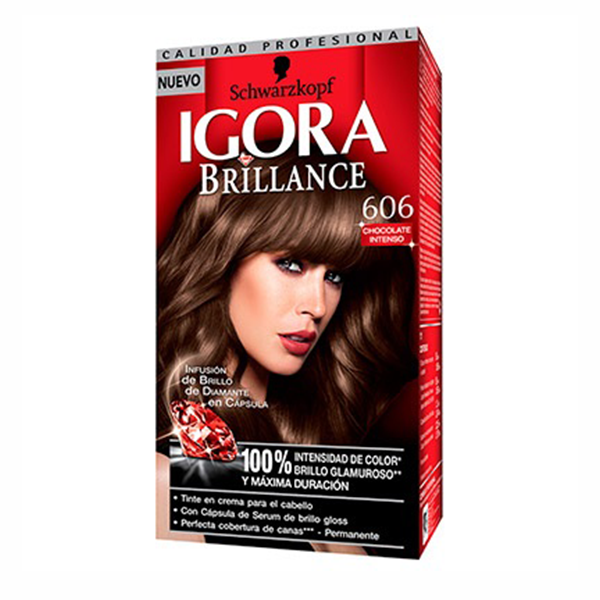 CALIDAD PROFESIONAL
NUEVO
Schwarzkopf
IGORA
BRILLANCE
606
CHOCOLATE
INTENSO
INFUSIÓN
DE BRILLO
DE DIAMANTE
EN CÁPSULA
100% INTENSIDAD DE COLOR*
BRILLO GLAMUROSO**
Y MÁXIMA DURACIÓN
• Tinte en crema para el cabello
• Con Cápsula de Serum de brillo gloss
• Perfecta cobertura de canas*** - Permanente